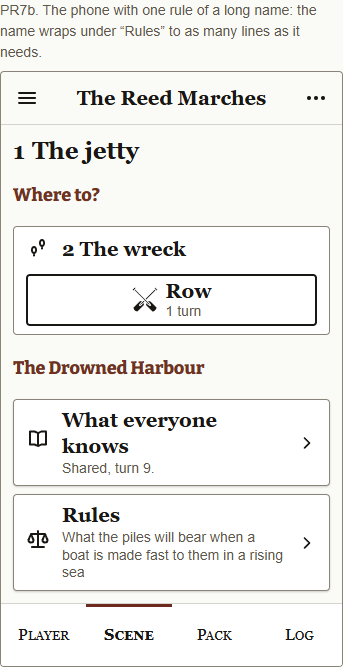 PR7b. The phone with one rule of a long name: the
name wraps under “Rules” to as many lines as it
needs.
The Reed Marches
1 The jetty
Where to?
2 The wreck
Row
1 turn
The Drowned Harbour
What everyone
knows
Shared, turn 9.
Rules
What the piles will bear when a
boat is made fast to them in a rising
sea
Player Scene Pack Log